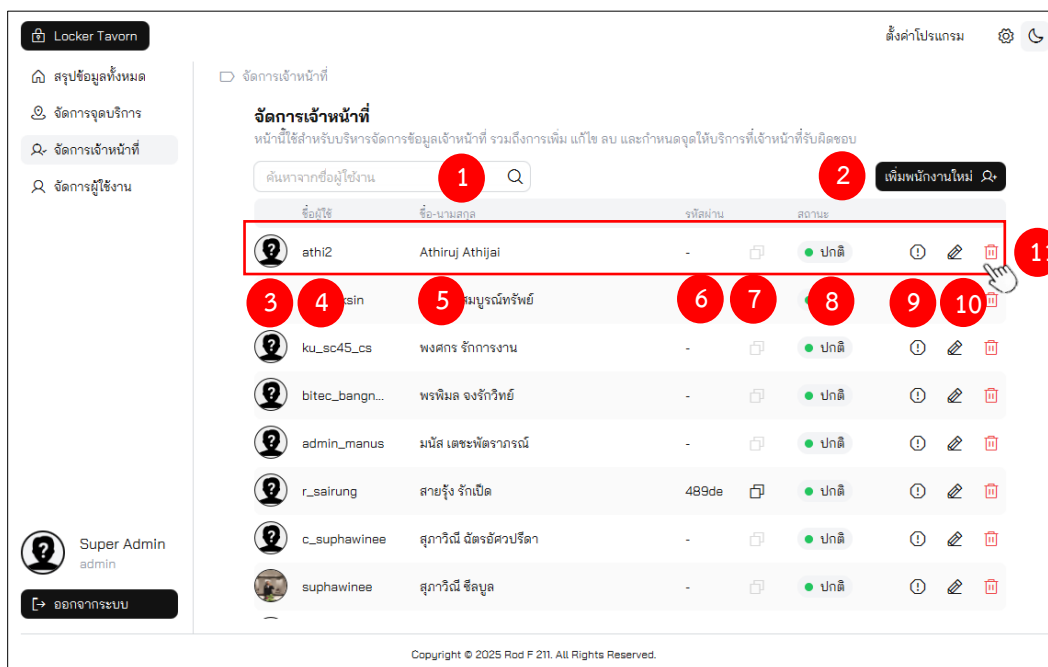 Locker Tavorn
ตั้งค่าโปรแกรม
สรุปข้อมูลทั้งหมด
จัดการจุดบริการ
จัดการเจ้าหน้าที่
จัดการผู้ใช้งาน
จัดการเจ้าหน้าที่
จัดการเจ้าหน้าที่
หน้านี้ใช้สำหรับบริหารจัดการข้อมูลเจ้าหน้าที่ รวมถึงการเพิ่ม แก้ไข ลบ และกำหนดจุดให้บริการที่เจ้าหน้าที่รับผิดชอบ
ค้นหาจากชื่อผู้ใช้งาน 1 2 เพิ่มพนักงานใหม่
ชื่อผู้ใช้ ชื่อ-นามสกุล รหัสผ่าน สถานะ
athi2 Athiruj Athijai - ปกติ 11
3 4 sin 5 สมบูรณ์ทรัพย์ 6 7 8 9 10
ku_sc45_cs พงศกร รักการงาน - ปกติ
bitec_bangn... พรพิมล จงรักวิทย์ - ปกติ
admin_manus มนัส เตชะพัตราภรณ์ - ปกติ
r_sairung สายรุ้ง รักเป็ด 489de ปกติ
c_suphawinee สุภาวิณี ฉัตรอัศวปรีดา - ปกติ
suphawinee สุภาวิณี ชีลบูล - ปกติ
Super Admin
admin
ออกจากระบบ
Copyright © 2025 Rod F 211. All Rights Reserved.